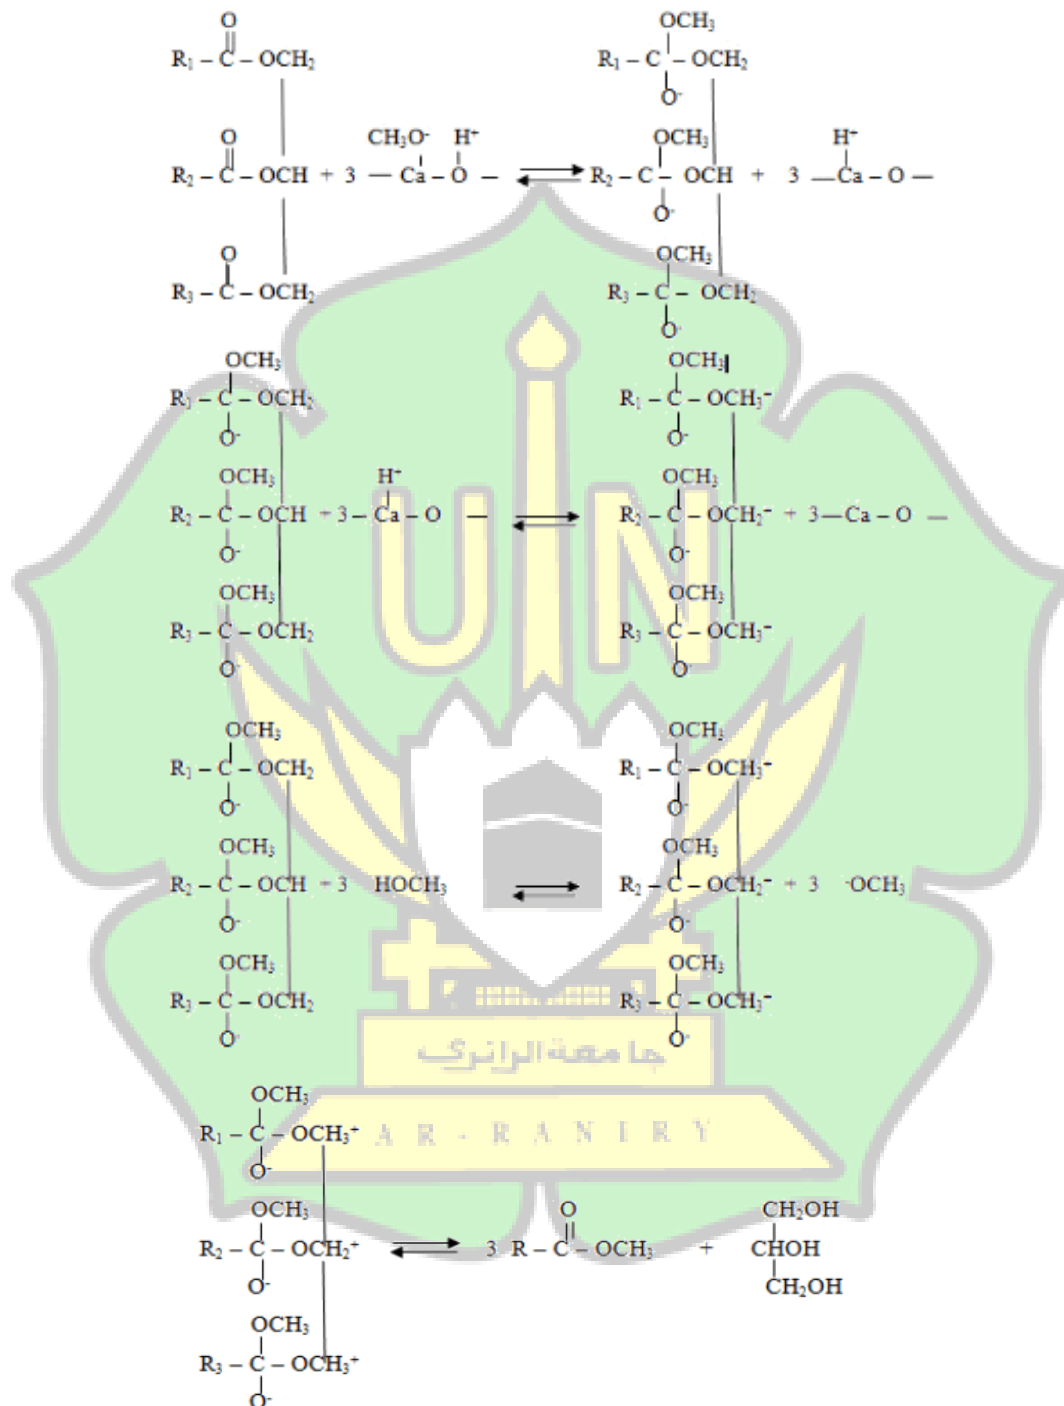 O OCH₃
R₁ – C – OCH₂ R₁ – C – OCH₂
O⁻
O CH₃O⁻ H⁺ OCH₃ H⁺
R₂ – C – OCH + 3 — Ca – O – R₂ – C – OCH + 3 —Ca – O —
O⁻
O OCH₃
R₃ – C – OCH₂ R₃ – C – OCH₂
O⁻
OCH₃ OCH₃
R₁ – C – OCH₂ R₁ – C – OCH₃⁻
O⁻ O⁻
OCH₃ H⁺ OCH₃
R₂ – C – OCH + 3 – Ca – O — R₂ – C – OCH₂⁻ + 3 — Ca – O —
O⁻ O⁻
OCH₃ OCH₃
R₃ – C – OCH₂ R₃ – C – OCH₃⁻
O⁻ O⁻
U N
OCH₃ OCH₃
R₁ – C – OCH₂ R₁ – C – OCH₃⁻
O⁻ O⁻
OCH₃ OCH₃
R₂ – C – OCH + 3 HOCH₃ R₂ – C – OCH₂⁻ + 3 ⁻OCH₃
O⁻ O⁻
OCH₃ OCH₃
R₃ – C – OCH₂ R₃ – C – OCH₃⁻
O⁻ O⁻
جامعة الرانري
OCH₃
R₁ – C – OCH₃⁺
AR-RANIRY
O⁻
OCH₃ O CH₂OH
R₂ – C – OCH₂⁺ 3 R – C – OCH₃ + CHOH
O⁻ CH₂OH
OCH₃
R₃ – C – OCH₃⁺
O⁻